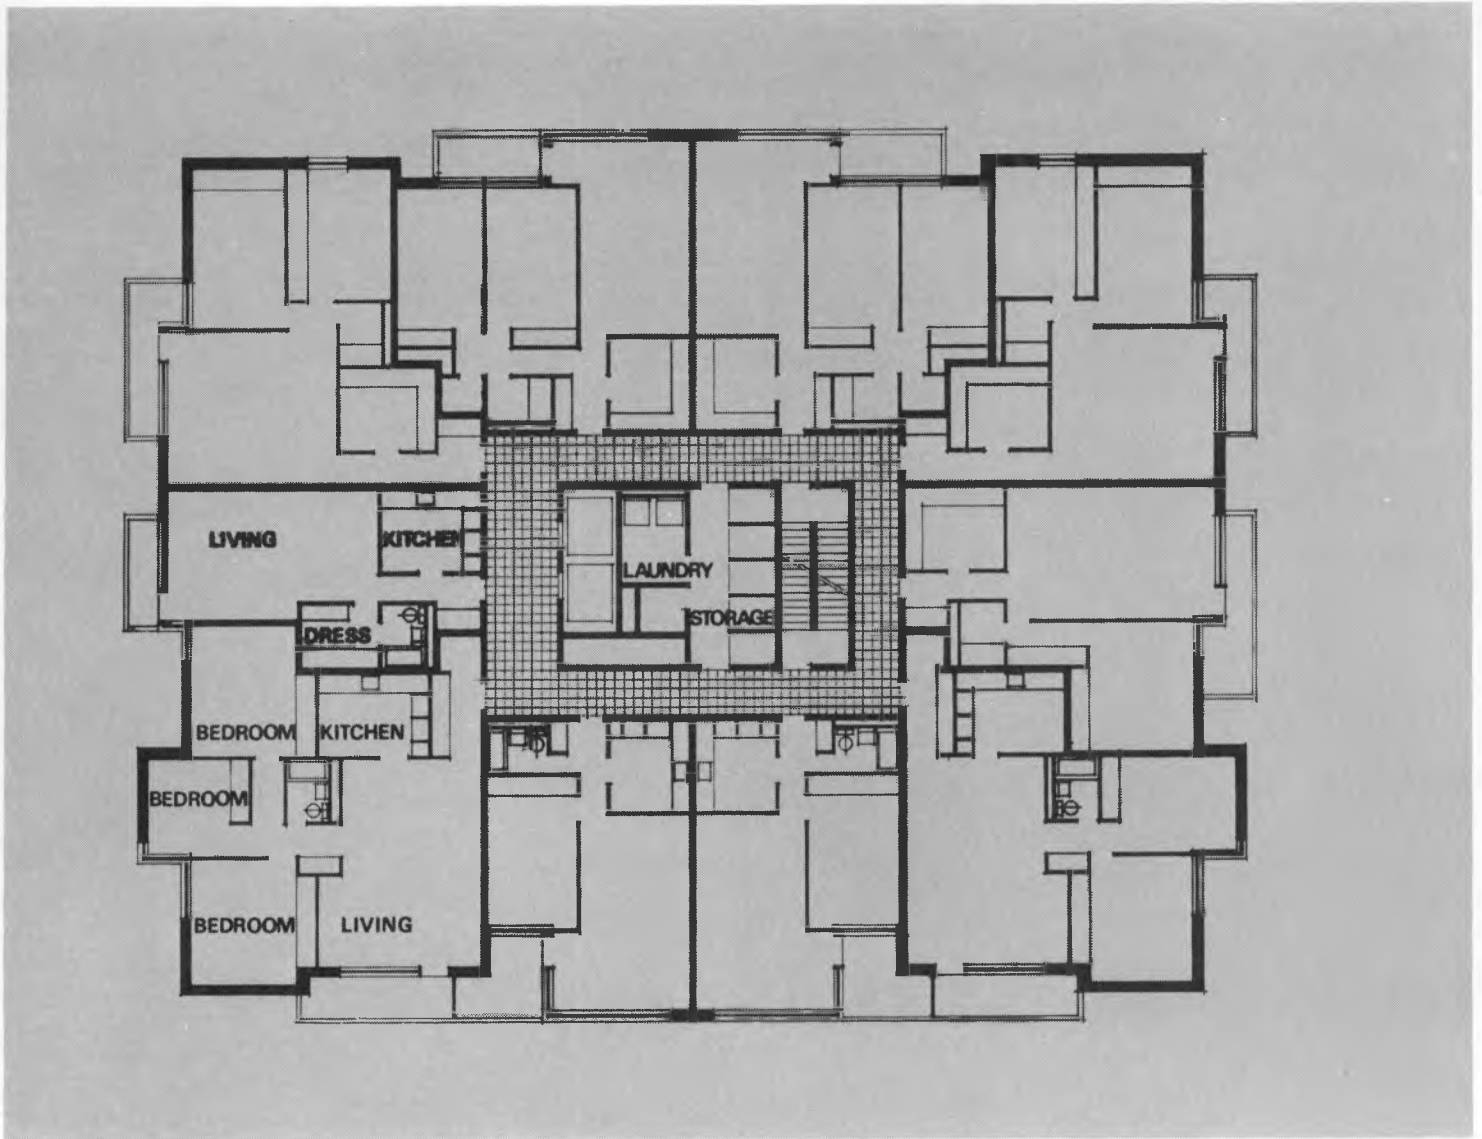 LIVING
KITCHEN
LAUNDRY
STORAGE
DRESS
BEDROOM
KITCHEN
BEDROOM
BEDROOM
LIVING